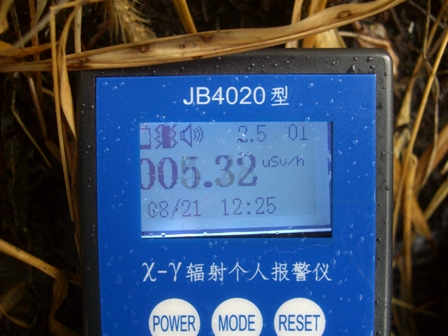 JB4020型
2.5 01
005.32 uSv/h
08/21 12:25
χ-γ辐射个人报警仪
POWER MODE RESET